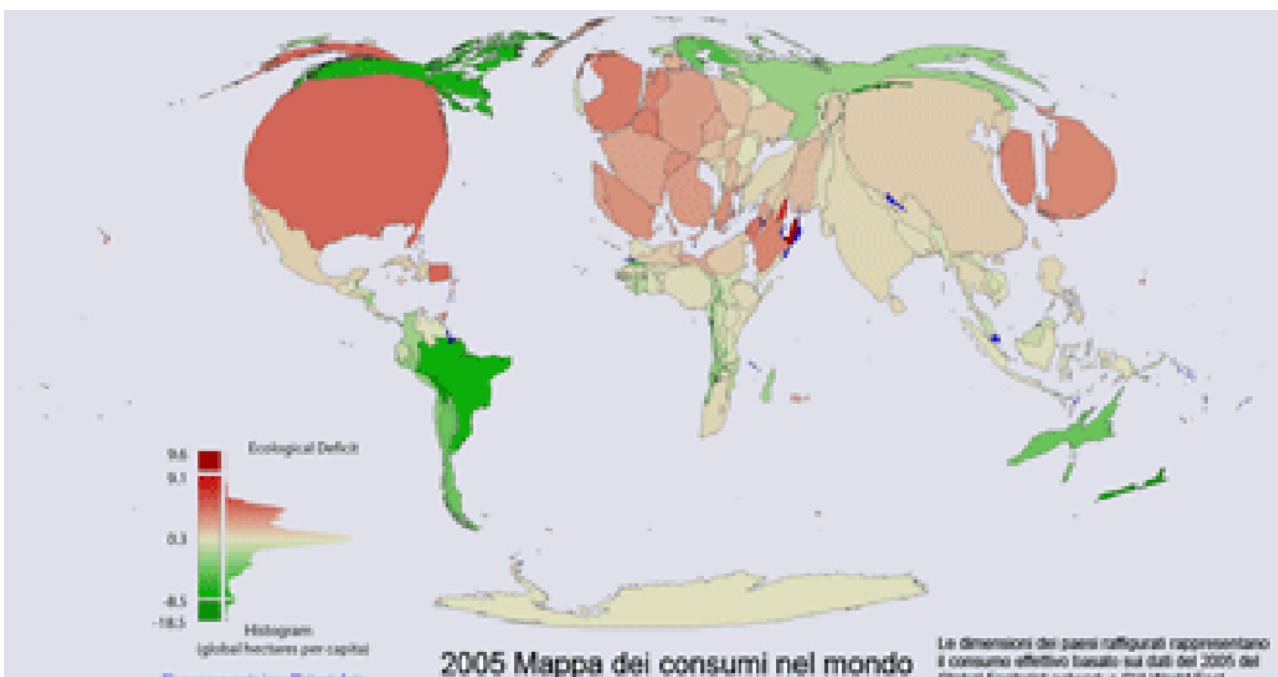 Ecological Deficit
9.6
9.1
0.3
-8.5
-18.5
Histogram
(global hectares per capita)
2005 Mappa dei consumi nel mondo
Le dimensioni dei paesi raffigurati rappresentano
il consumo effettivo basato sui dati del 2005 del